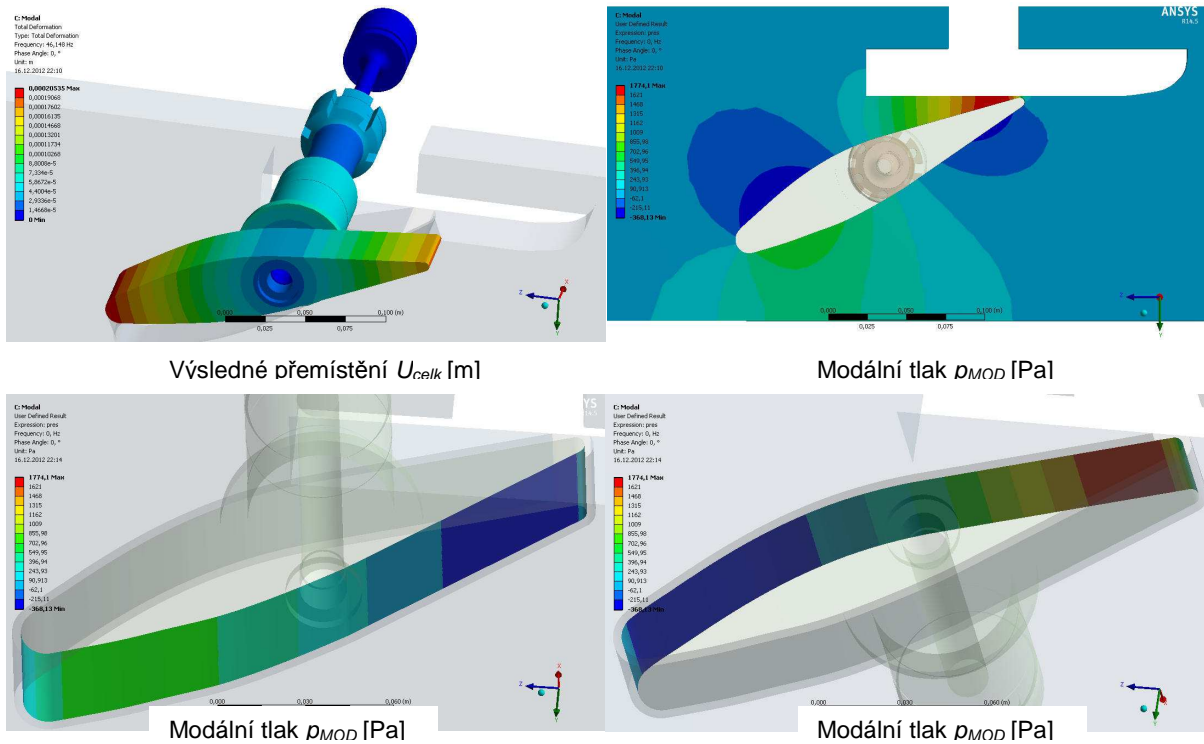 C: Modal
Total Deformation
Type: Total Deformation
Frequency: 46,148 Hz
Phase Angle: 0, °
Unit: m
16.12.2012 22:10
0,00020535 Max
0,00019068
0,00017602
0,00016135
0,00014668
0,00013201
0,00011734
0,00010268
8,8008e-5
7,334e-5
5,8672e-5
4,4004e-5
2,9336e-5
1,4668e-5
0 Min
0,000
0,025
0,050
0,075
0,100 (m)
Z
X
Y
Výsledné přemístění Ucelk [m]
C: Modal
User Defined Result
Expression: pres
Frequency: 0, Hz
Phase Angle: 0, °
Unit: Pa
16.12.2012 22:10
ANSYS
R14.5
1774,1 Max
1621
1468
1315
1162
1009
855,98
702,96
549,95
396,94
243,93
90,913
-62,1
-215,11
-368,13 Min
0,000
0,025
0,050
0,075
0,100 (m)
Z
Y
Modální tlak pMOD [Pa]
C: Modal
User Defined Result
Expression: pres
Frequency: 0, Hz
Phase Angle: 0, °
Unit: Pa
16.12.2012 22:14
YS
R14.5
1774,1 Max
1621
1468
1315
1162
1009
855,98
702,96
549,95
396,94
243,93
90,913
-62,1
-215,11
-368,13 Min
0,000
0,030
0,060 (m)
Z
X
Y
Modální tlak pMOD [Pa]
C: Modal
User Defined Result
Expression: pres
Frequency: 0, Hz
Phase Angle: 0, °
Unit: Pa
16.12.2012 22:14
1774,1 Max
1621
1468
1315
1162
1009
855,98
702,96
549,95
396,94
243,93
90,913
-62,1
-215,11
-368,13 Min
0,000
0,030
0,060 (m)
Z
X
Y
Modální tlak pMOD [Pa]